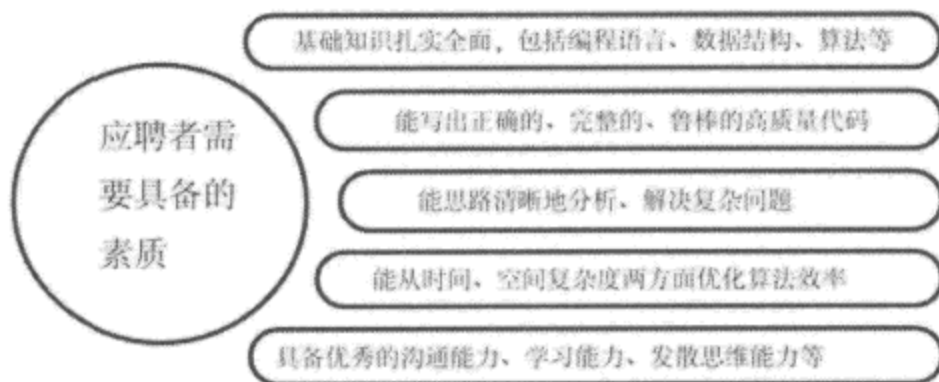 应聘者需
要具备的
素质
基础知识扎实全面，包括编程语言、数据结构、算法等
能写出正确的、完整的、鲁棒的高质量代码
能思路清晰地分析、解决复杂问题
能从时间、空间复杂度两方面优化算法效率
具备优秀的沟通能力、学习能力、发散思维能力等